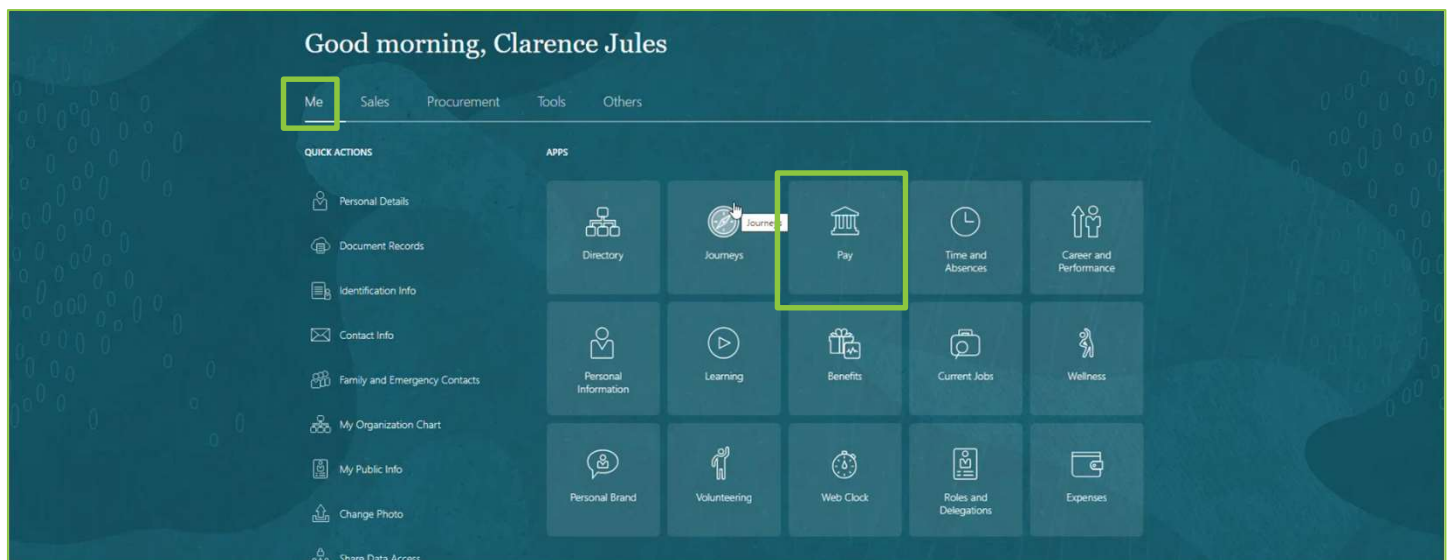 Good morning, Clarence Jules
Me Sales Procurement Tools Others
QUICK ACTIONS
Personal Details
Document Records
Identification Info
Contact Info
Family and Emergency Contacts
My Organization Chart
My Public Info
Change Photo
Share Data Access
APPS
Directory
Journeys
Journeys
Pay
Time and
Absences
Career and
Performance
Personal
Information
Learning
Benefits
Current Jobs
Wellness
Personal Brand
Volunteering
Web Clock
Roles and
Delegations
Expenses